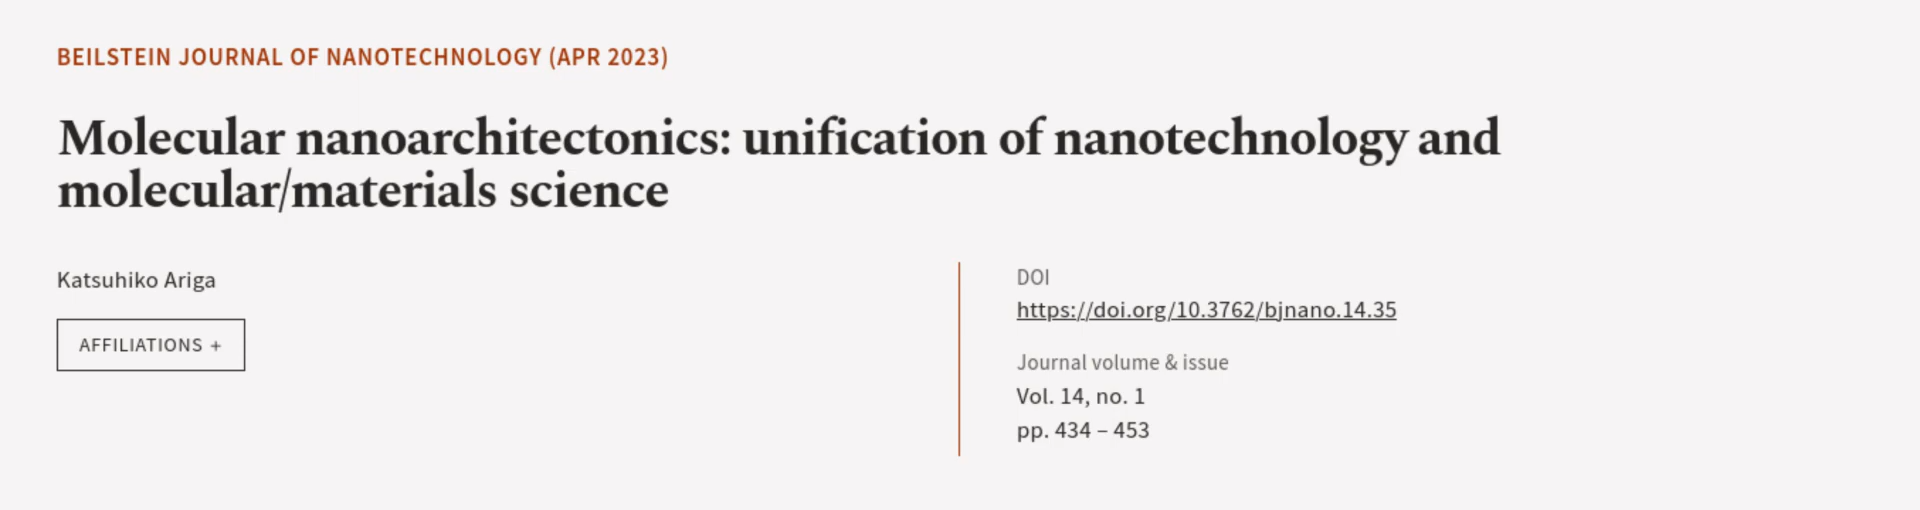 BEILSTEIN JOURNAL OF NANOTECHNOLOGY (APR 2023)
Molecular nanoarchitectonics: unification of nanotechnology and
molecular/materials science
Katsuhiko Ariga
AFFILIATIONS +
DOI
https://doi.org/10.3762/bjnano.14.35
Journal volume & issue
Vol. 14, no. 1
pp. 434 – 453